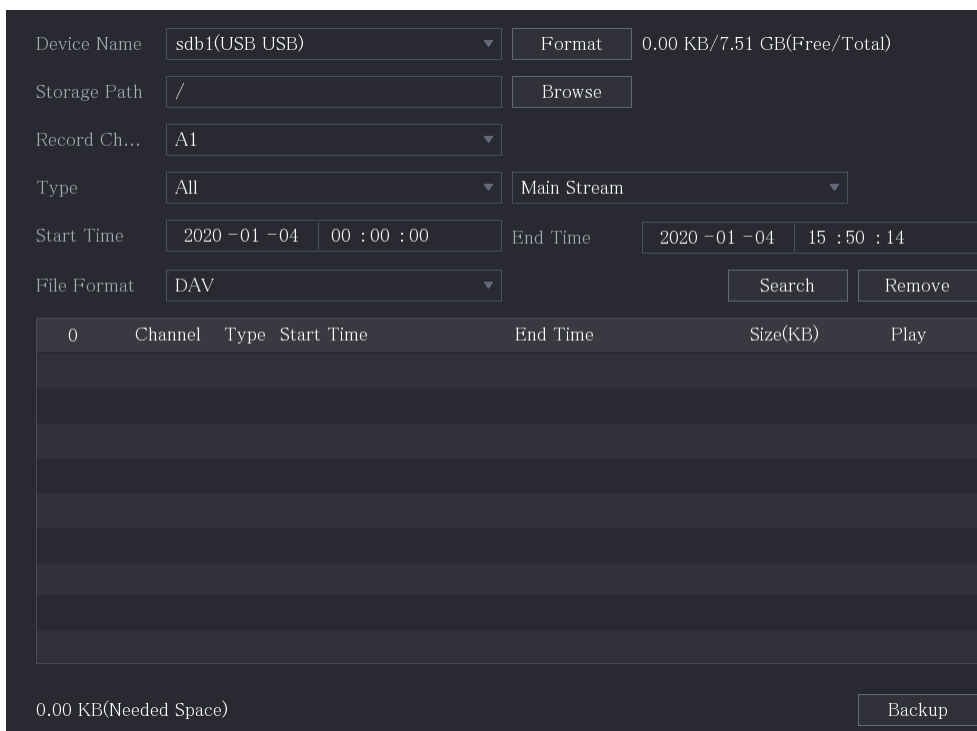 Device Name sdb1(USB USB) Format 0.00 KB/7.51 GB(Free/Total)
Storage Path / Browse
Record Ch... A1
Type All Main Stream
Start Time 2020 -01 -04 00 :00 :00 End Time 2020 -01 -04 15 :50 :14
File Format DAV Search Remove
0 Channel Type Start Time End Time Size(KB) Play
0.00 KB(Needed Space) Backup